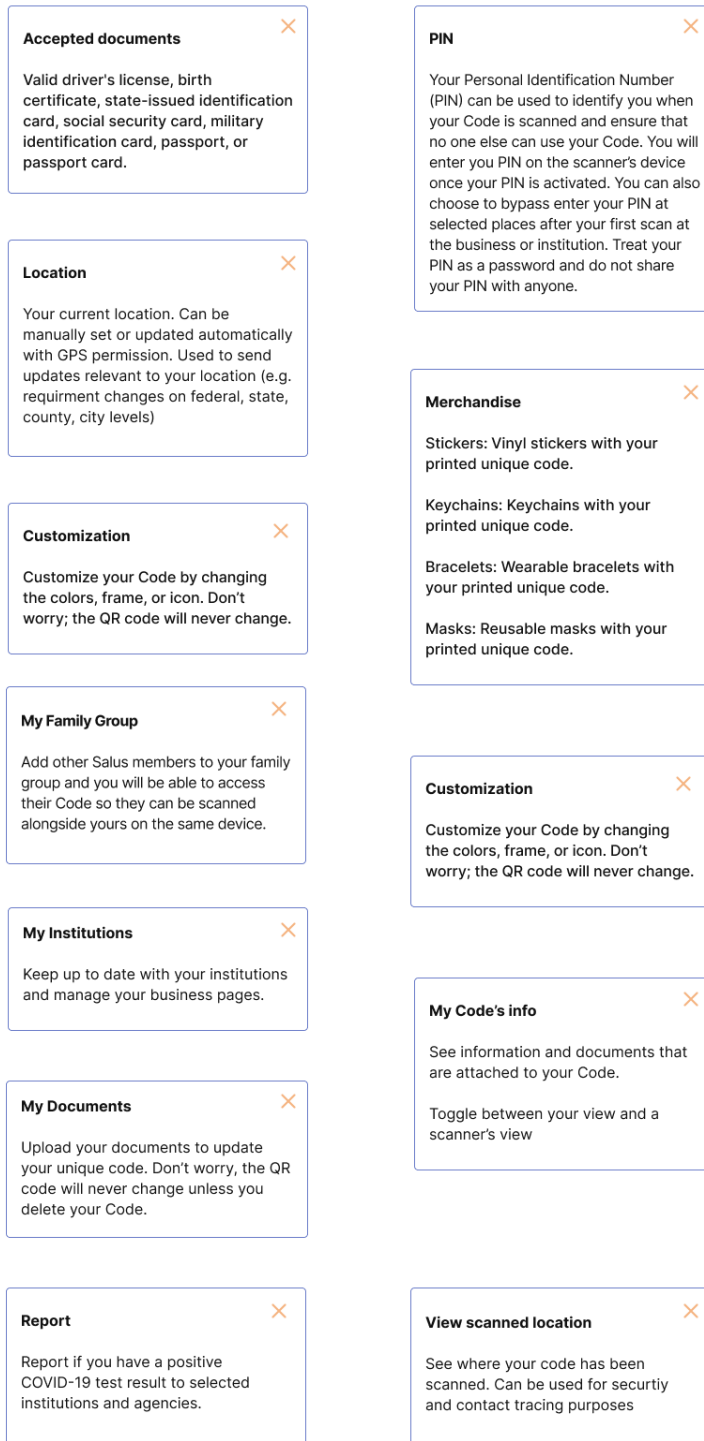 Accepted documents
Valid driver's license, birth
certificate, state-issued identification
card, social security card, military
identification card, passport, or
passport card.
Location
Your current location. Can be
manually set or updated automatically
with GPS permission. Used to send
updates relevant to your location (e.g.
requirment changes on federal, state,
county, city levels)
Customization
Customize your Code by changing
the colors, frame, or icon. Don't
worry; the QR code will never change.
My Family Group
Add other Salus members to your family
group and you will be able to access
their Code so they can be scanned
alongside yours on the same device.
My Institutions
Keep up to date with your institutions
and manage your business pages.
My Documents
Upload your documents to update
your unique code. Don't worry, the QR
code will never change unless you
delete your Code.
Report
Report if you have a positive
COVID-19 test result to selected
institutions and agencies.
PIN
Your Personal Identification Number
(PIN) can be used to identify you when
your Code is scanned and ensure that
no one else can use your Code. You will
enter you PIN on the scanner's device
once your PIN is activated. You can also
choose to bypass enter your PIN at
selected places after your first scan at
the business or institution. Treat your
PIN as a password and do not share
your PIN with anyone.
Merchandise
Stickers: Vinyl stickers with your
printed unique code.
Keychains: Keychains with your
printed unique code.
Bracelets: Wearable bracelets with
your printed unique code.
Masks: Reusable masks with your
printed unique code.
Customization
Customize your Code by changing
the colors, frame, or icon. Don't
worry; the QR code will never change.
My Code's info
See information and documents that
are attached to your Code.
Toggle between your view and a
scanner's view
View scanned location
See where your code has been
scanned. Can be used for securtiy
and contact tracing purposes